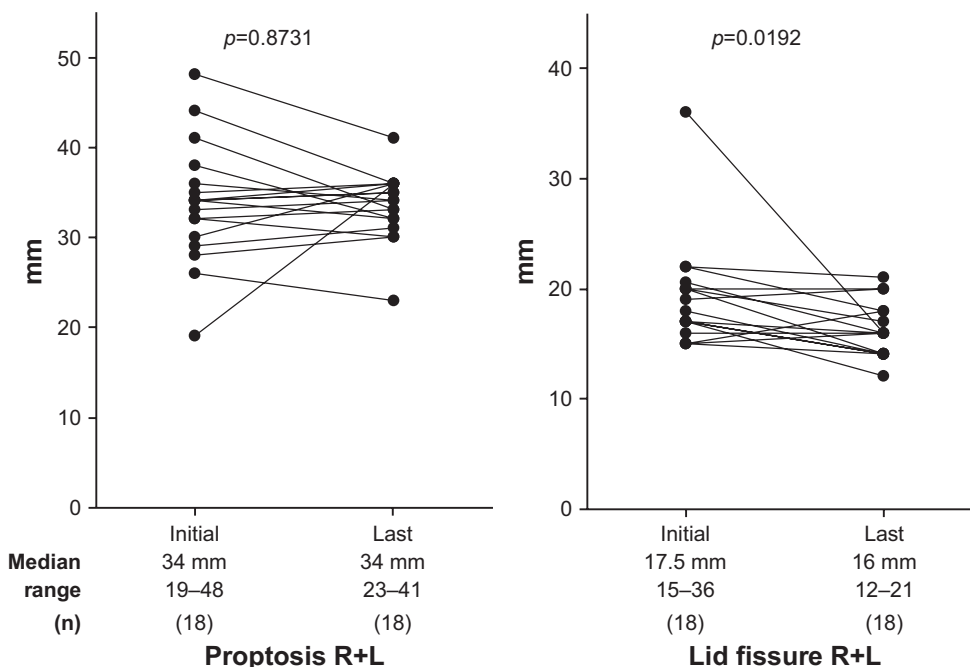 p=0.8731
50
40
30
20
10
0
mm
Initial Last
Median 34 mm 34 mm
range 19–48 23–41
(n) (18) (18)
Proptosis R+L
p=0.0192
40
30
20
10
0
mm
Initial Last
17.5 mm 16 mm
15–36 12–21
(18) (18)
Lid fissure R+L